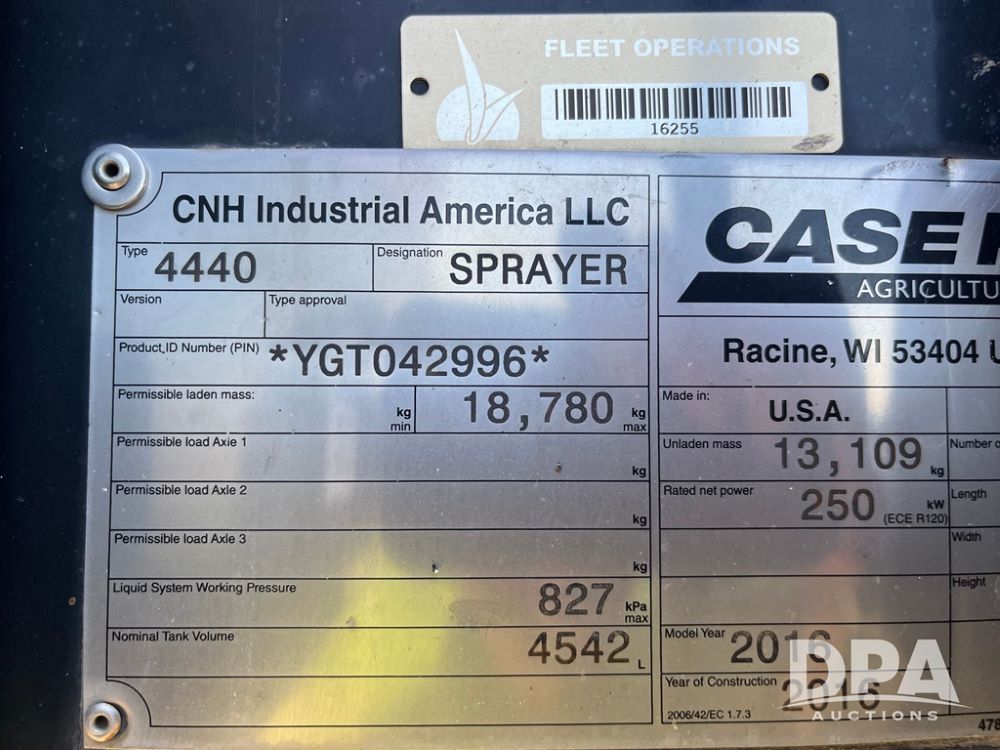 FLEET OPERATIONS
16255
CNH Industrial America LLC
Type 4440 Designation SPRAYER
Version Type approval
Product ID Number (PIN) *YGT042996*
Permissible laden mass: kg min 18,780 kg max
Permissible load Axle 1 kg
Permissible load Axle 2 kg
Permissible load Axle 3 kg
Liquid System Working Pressure 827 kPa max
Nominal Tank Volume 4542 L
CASE
AGRICULTU
Racine, WI 53404 U
Made in: U.S.A.
Unladen mass 13,109 kg Number
Rated net power 250 kW (ECE R120) Length
Width
Height
Model Year 2016
Year of Construction 2016
2006/42/EC 1.7.3
478
DPA
AUCTIONS